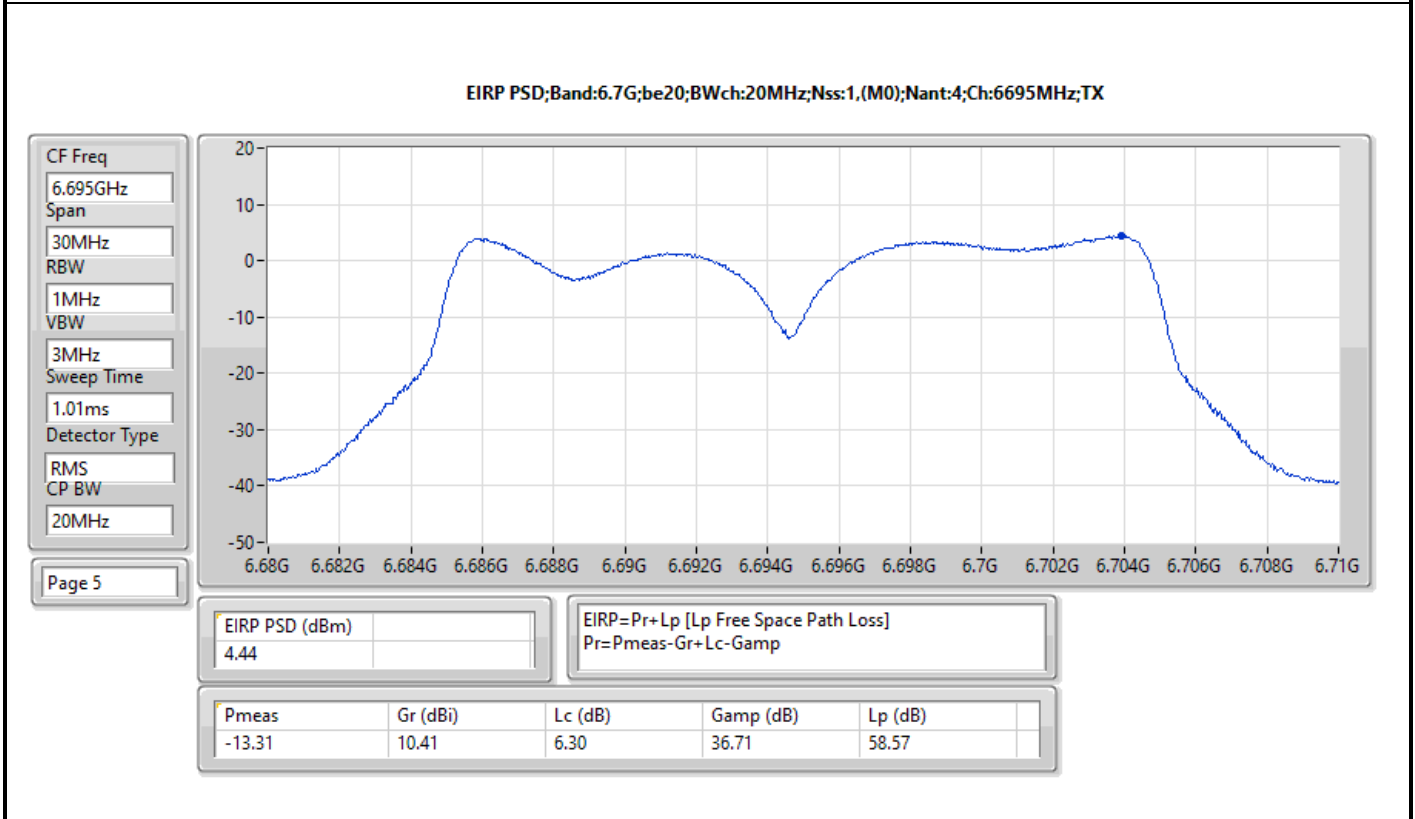 EIRP PSD;Band:6.7G;be20;BWch:20MHz;Nss:1,(M0);Nant:4;Ch:6695MHz;TX
CF Freq
6.695GHz
Span
30MHz
RBW
1MHz
VBW
3MHz
Sweep Time
1.01ms
Detector Type
RMS
CP BW
20MHz
Page 5
20
10
0
-10
-20
-30
-40
-50
6.68G 6.682G 6.684G 6.686G 6.688G 6.69G 6.692G 6.694G 6.696G 6.698G 6.7G 6.702G 6.704G 6.706G 6.708G 6.71G
EIRP PSD (dBm)
4.44
EIRP=Pr+Lp [Lp Free Space Path Loss]
Pr=Pmeas-Gr+Lc-Gamp
Pmeas Gr (dBi) Lc (dB) Gamp (dB) Lp (dB)
-13.31 10.41 6.30 36.71 58.57